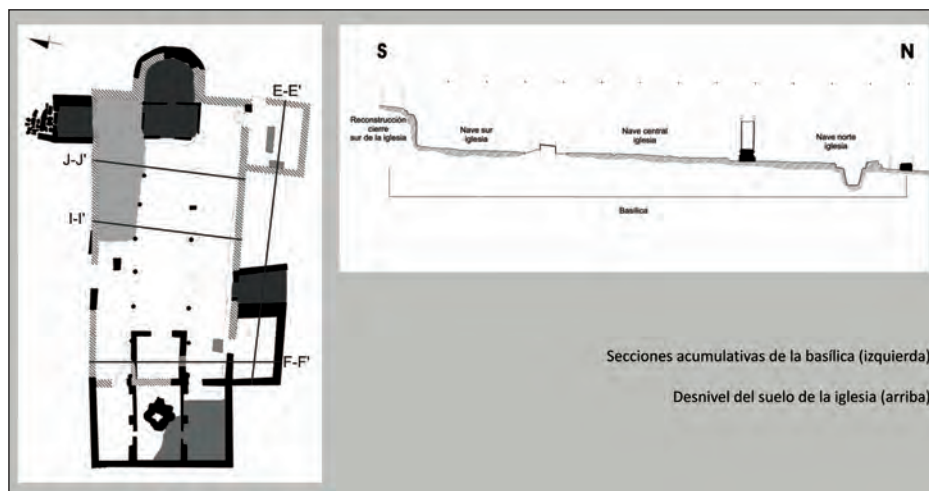 E-E'
J-J'
I-I'
F-F'
S
N
Reconstrucción
cierre
sur de la iglesia
Nave sur
iglesia
Nave central
iglesia
Nave norte
iglesia
Basílica
Secciones acumulativas de la basílica (izquierda)
Desnivel del suelo de la iglesia (arriba)